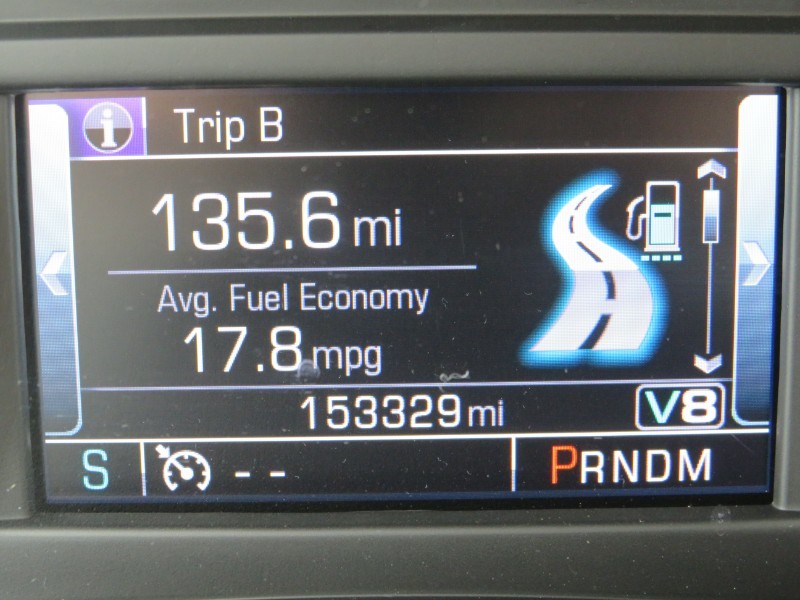 i Trip B
135.6 mi
Avg. Fuel Economy
17.8 mpg
153329 mi V8
S - - PRNDM